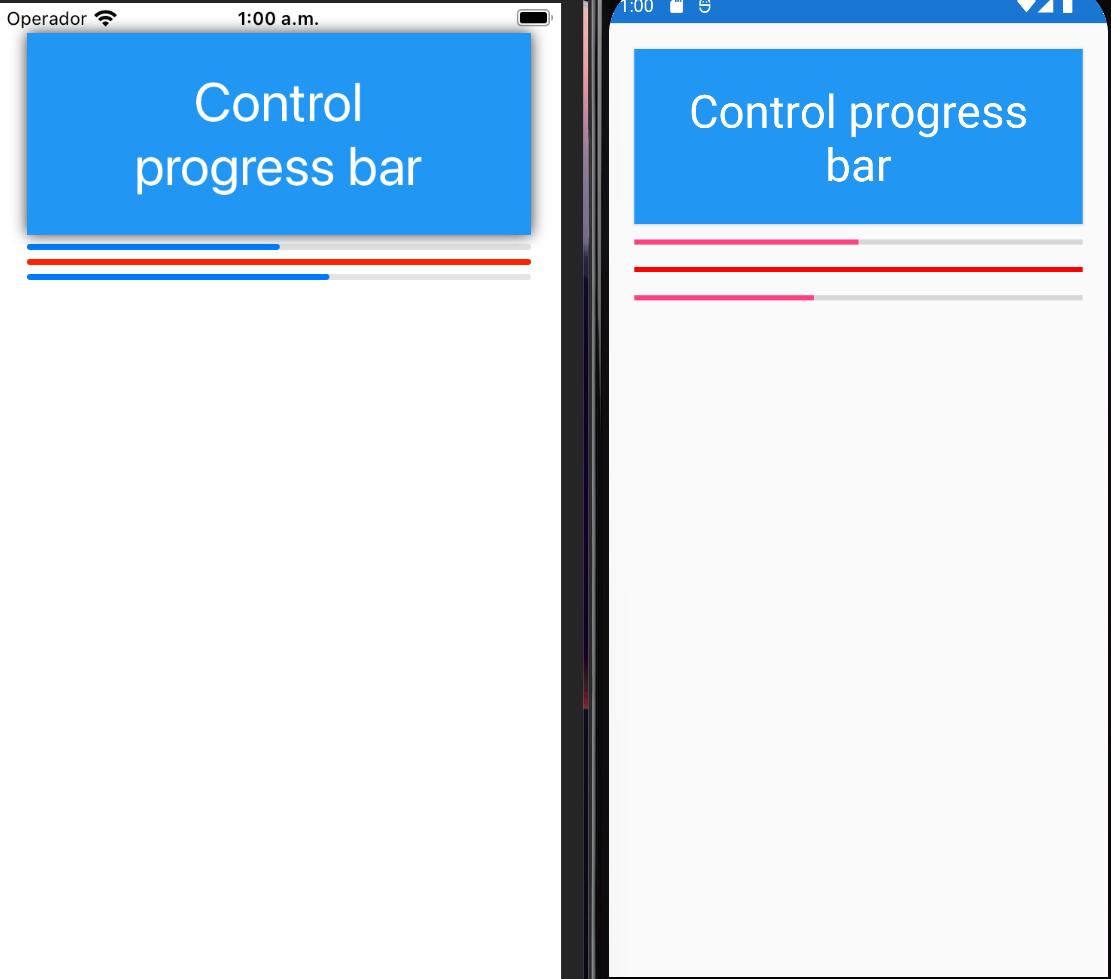 Operador
1:00 a.m.
Control
progress bar
1:00
Control progress
bar